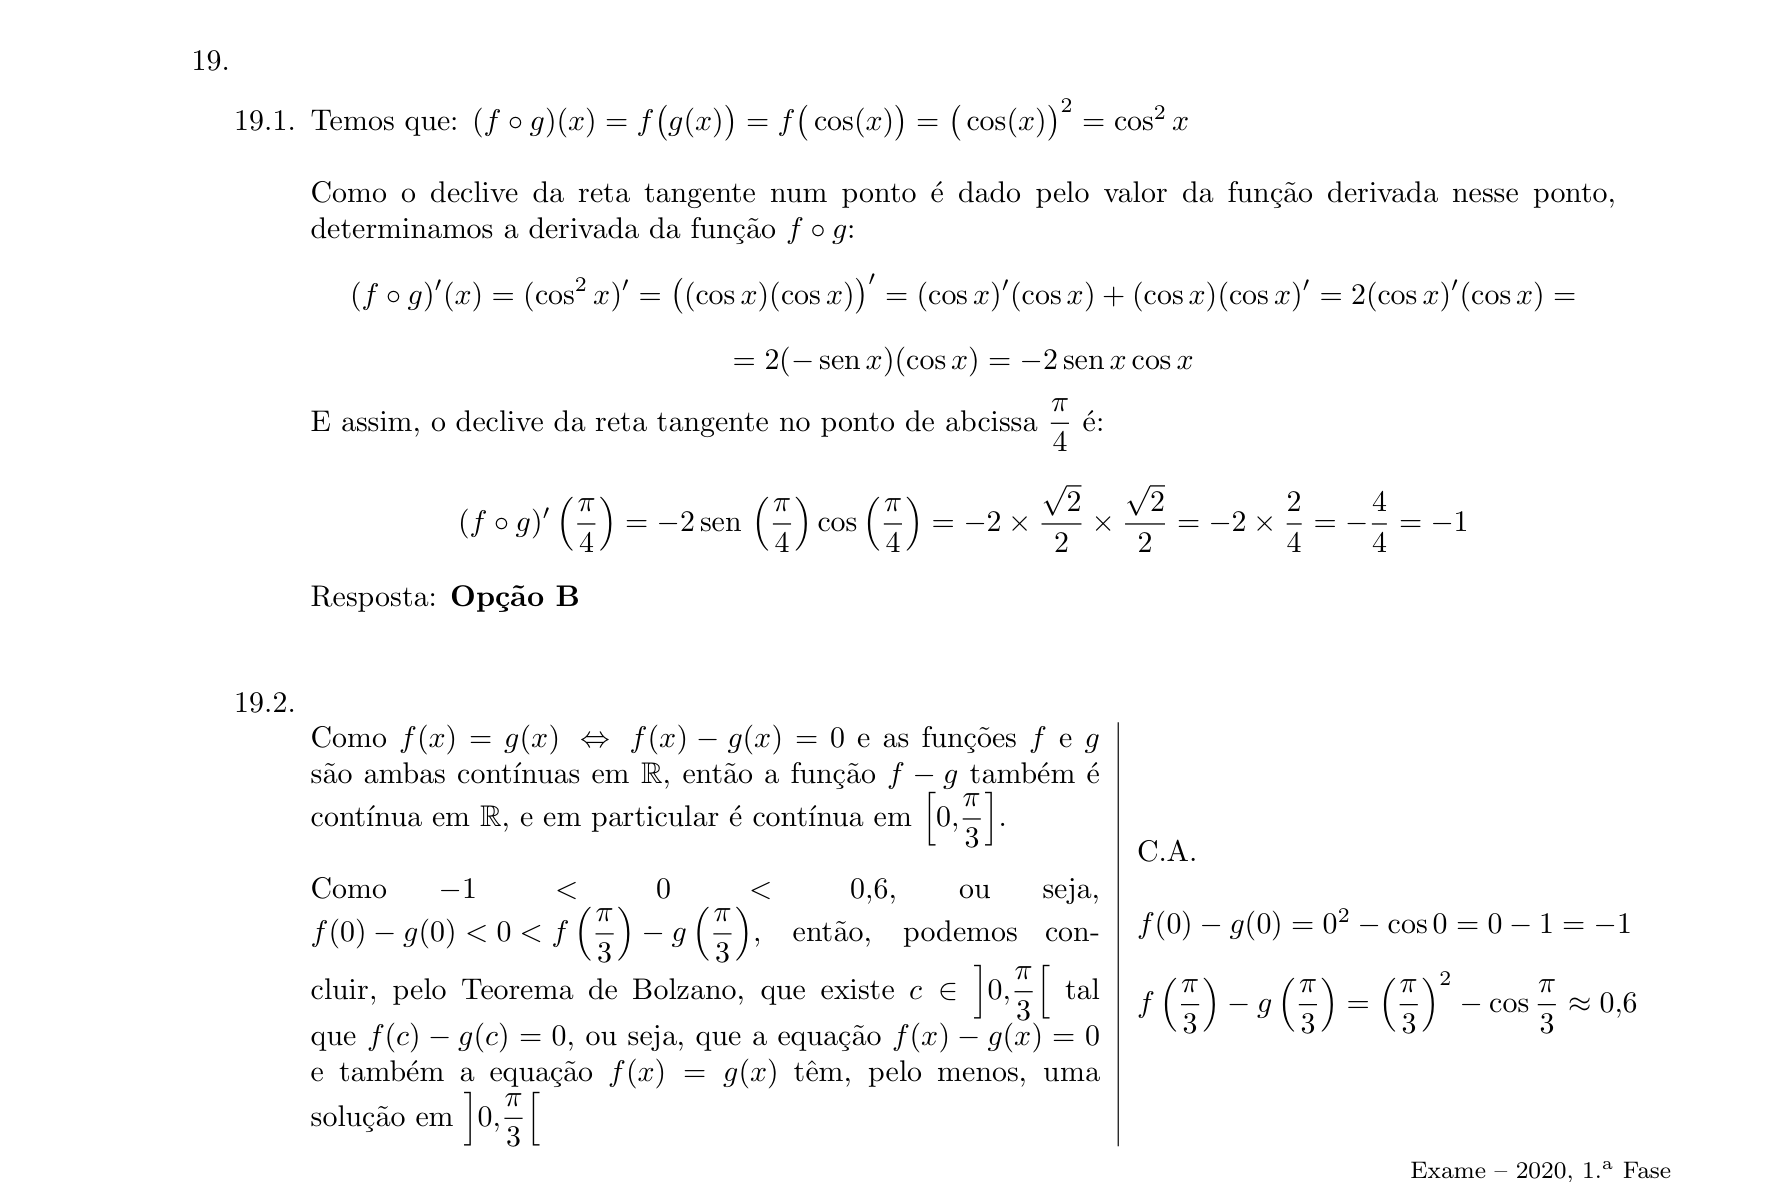 19.
19.1. Temos que: (f ∘ g)(x) = f(g(x)) = f(cos(x)) = (cos(x))² = cos² x
Como o declive da reta tangente num ponto é dado pelo valor da função derivada nesse ponto,
determinamos a derivada da função f ∘ g:
(f ∘ g)′(x) = (cos² x)′ = ((cos x)(cos x))′ = (cos x)′(cos x) + (cos x)(cos x)′ = 2(cos x)′(cos x) =
= 2(− sen x)(cos x) = −2 sen x cos x
E assim, o declive da reta tangente no ponto de abcissa π/4 é:
(f ∘ g)′(π/4) = −2 sen (π/4) cos (π/4) = −2 × √2/2 × √2/2 = −2 × 2/4 = −4/4 = −1
Resposta: Opção B
19.2.
Como f(x) = g(x) ⇔ f(x) − g(x) = 0 e as funções f e g
são ambas contínuas em ℝ, então a função f − g também é
contínua em ℝ, e em particular é contínua em [0,π/3].
Como −1 < 0 < 0,6, ou seja,
f(0) − g(0) < 0 < f(π/3) − g(π/3), então, podemos con-
cluir, pelo Teorema de Bolzano, que existe c ∈ ]0,π/3[ tal
que f(c) − g(c) = 0, ou seja, que a equação f(x) − g(x) = 0
e também a equação f(x) = g(x) têm, pelo menos, uma
solução em ]0,π/3[
C.A.
f(0) − g(0) = 0² − cos 0 = 0 − 1 = −1
f(π/3) − g(π/3) = (π/3)² − cos π/3 ≈ 0,6
Exame – 2020, 1.ª Fase